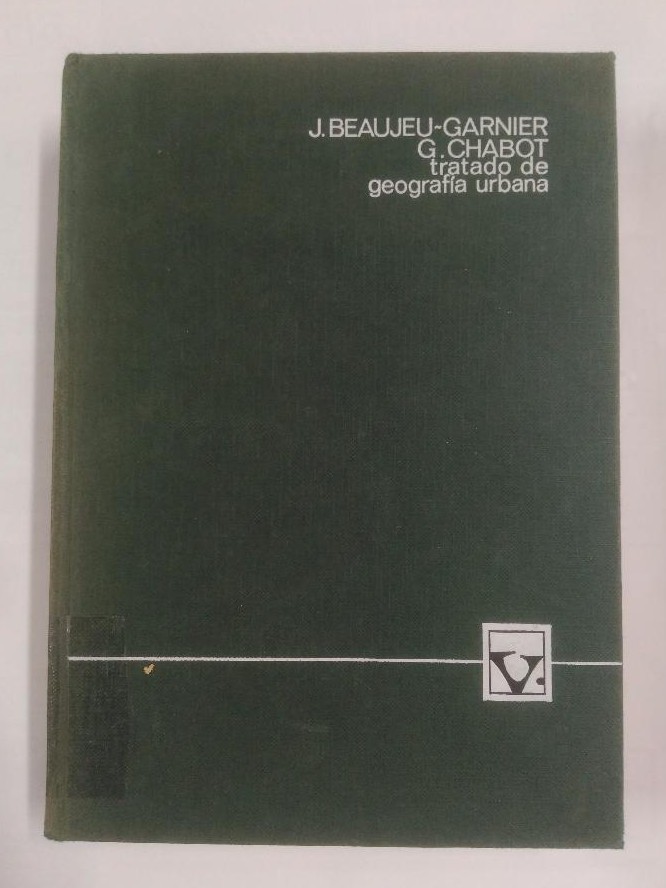 J. BEAUJEU-GARNIER
G. CHABOT
tratado de
geografía urbana
V.